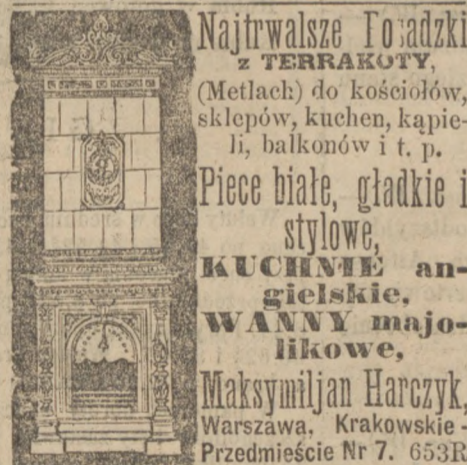 Najtrwalsze Posadzki
z TERRAKOTY,
(Metlach) do kościołów,
sklepów, kuchen, kąpie-
li, balkonów i t. p.
Piece białe, gładkie i
stylowe,
KUCHNIE an-
gielskie,
WANNY majo-
likowe,
Maksymiljan Harczyk,
Warszawa, Krakowskie-
Przedmieście Nr 7. 653R